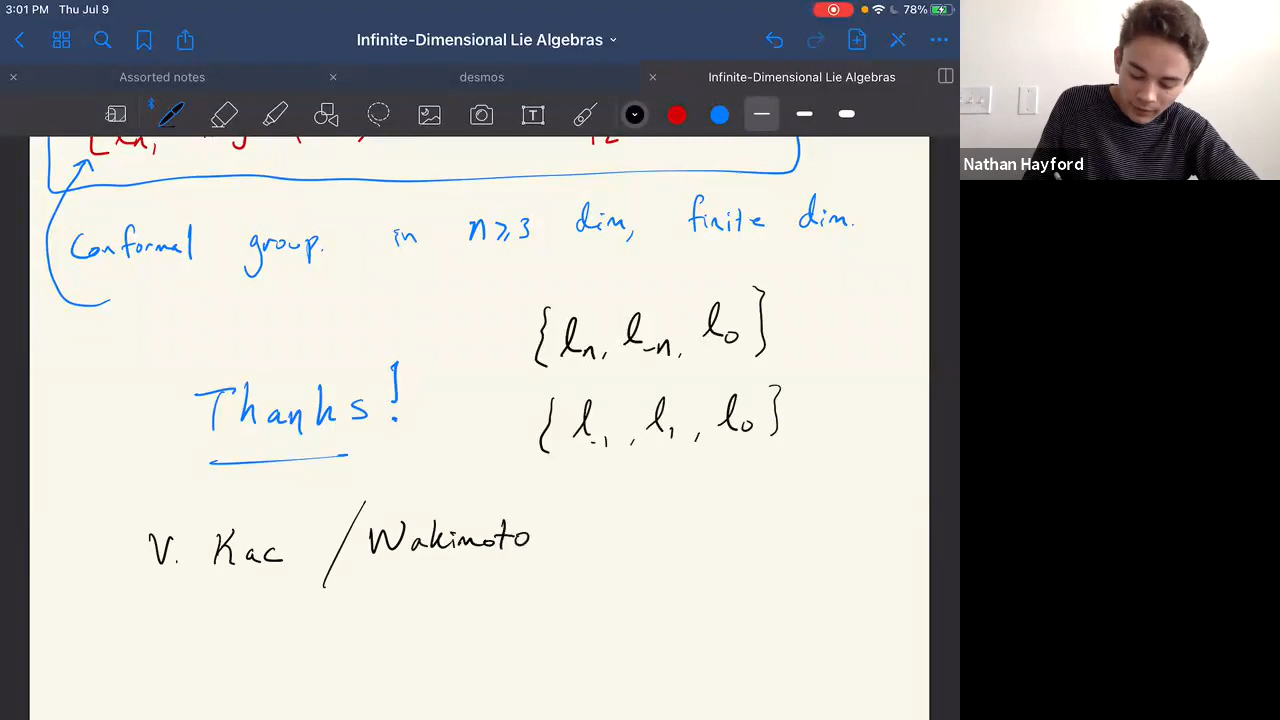 3:01 PM Thu Jul 9
78%
Infinite-Dimensional Lie Algebras
Assorted notes
desmos
Infinite-Dimensional Lie Algebras
Nathan Hayford
Conformal group. in n⩾3 dim, finite dim.
{ l_n, l_-n, l_0 }
Thanks!
{ l_-1, l_1, l_0 }
V. Kac / Wakimoto